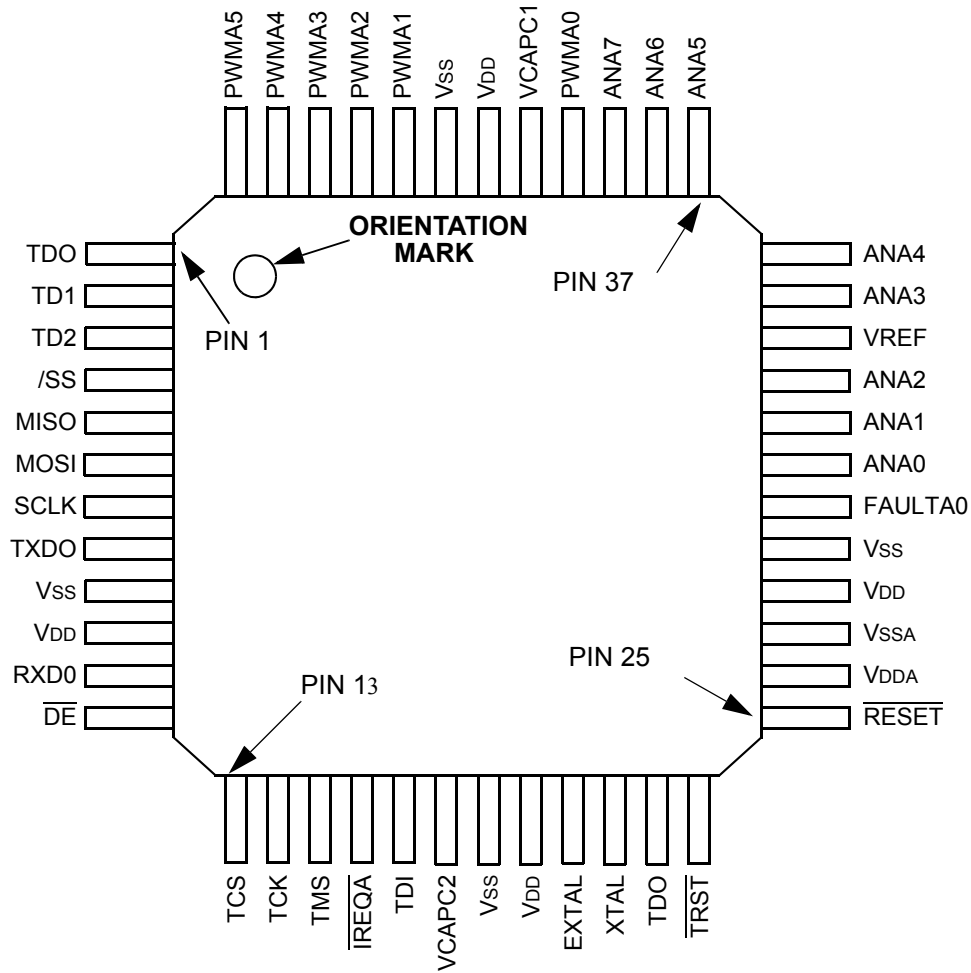 PWMA5
PWMA4
PWMA3
PWMA2
PWMA1
VSS
VDD
VCAPC1
PWMA0
ANA7
ANA6
ANA5
ORIENTATION
MARK
PIN 37
PIN 1
TDO
TD1
TD2
/SS
MISO
MOSI
SCLK
TXDO
VSS
VDD
RXD0
DE
ANA4
ANA3
VREF
ANA2
ANA1
ANA0
FAULTA0
VSS
VDD
VSSA
VDDA
RESET
PIN 25
PIN 13
TCS
TCK
TMS
IREQA
TDI
VCAPC2
VSS
VDD
EXTAL
XTAL
TDO
TRST